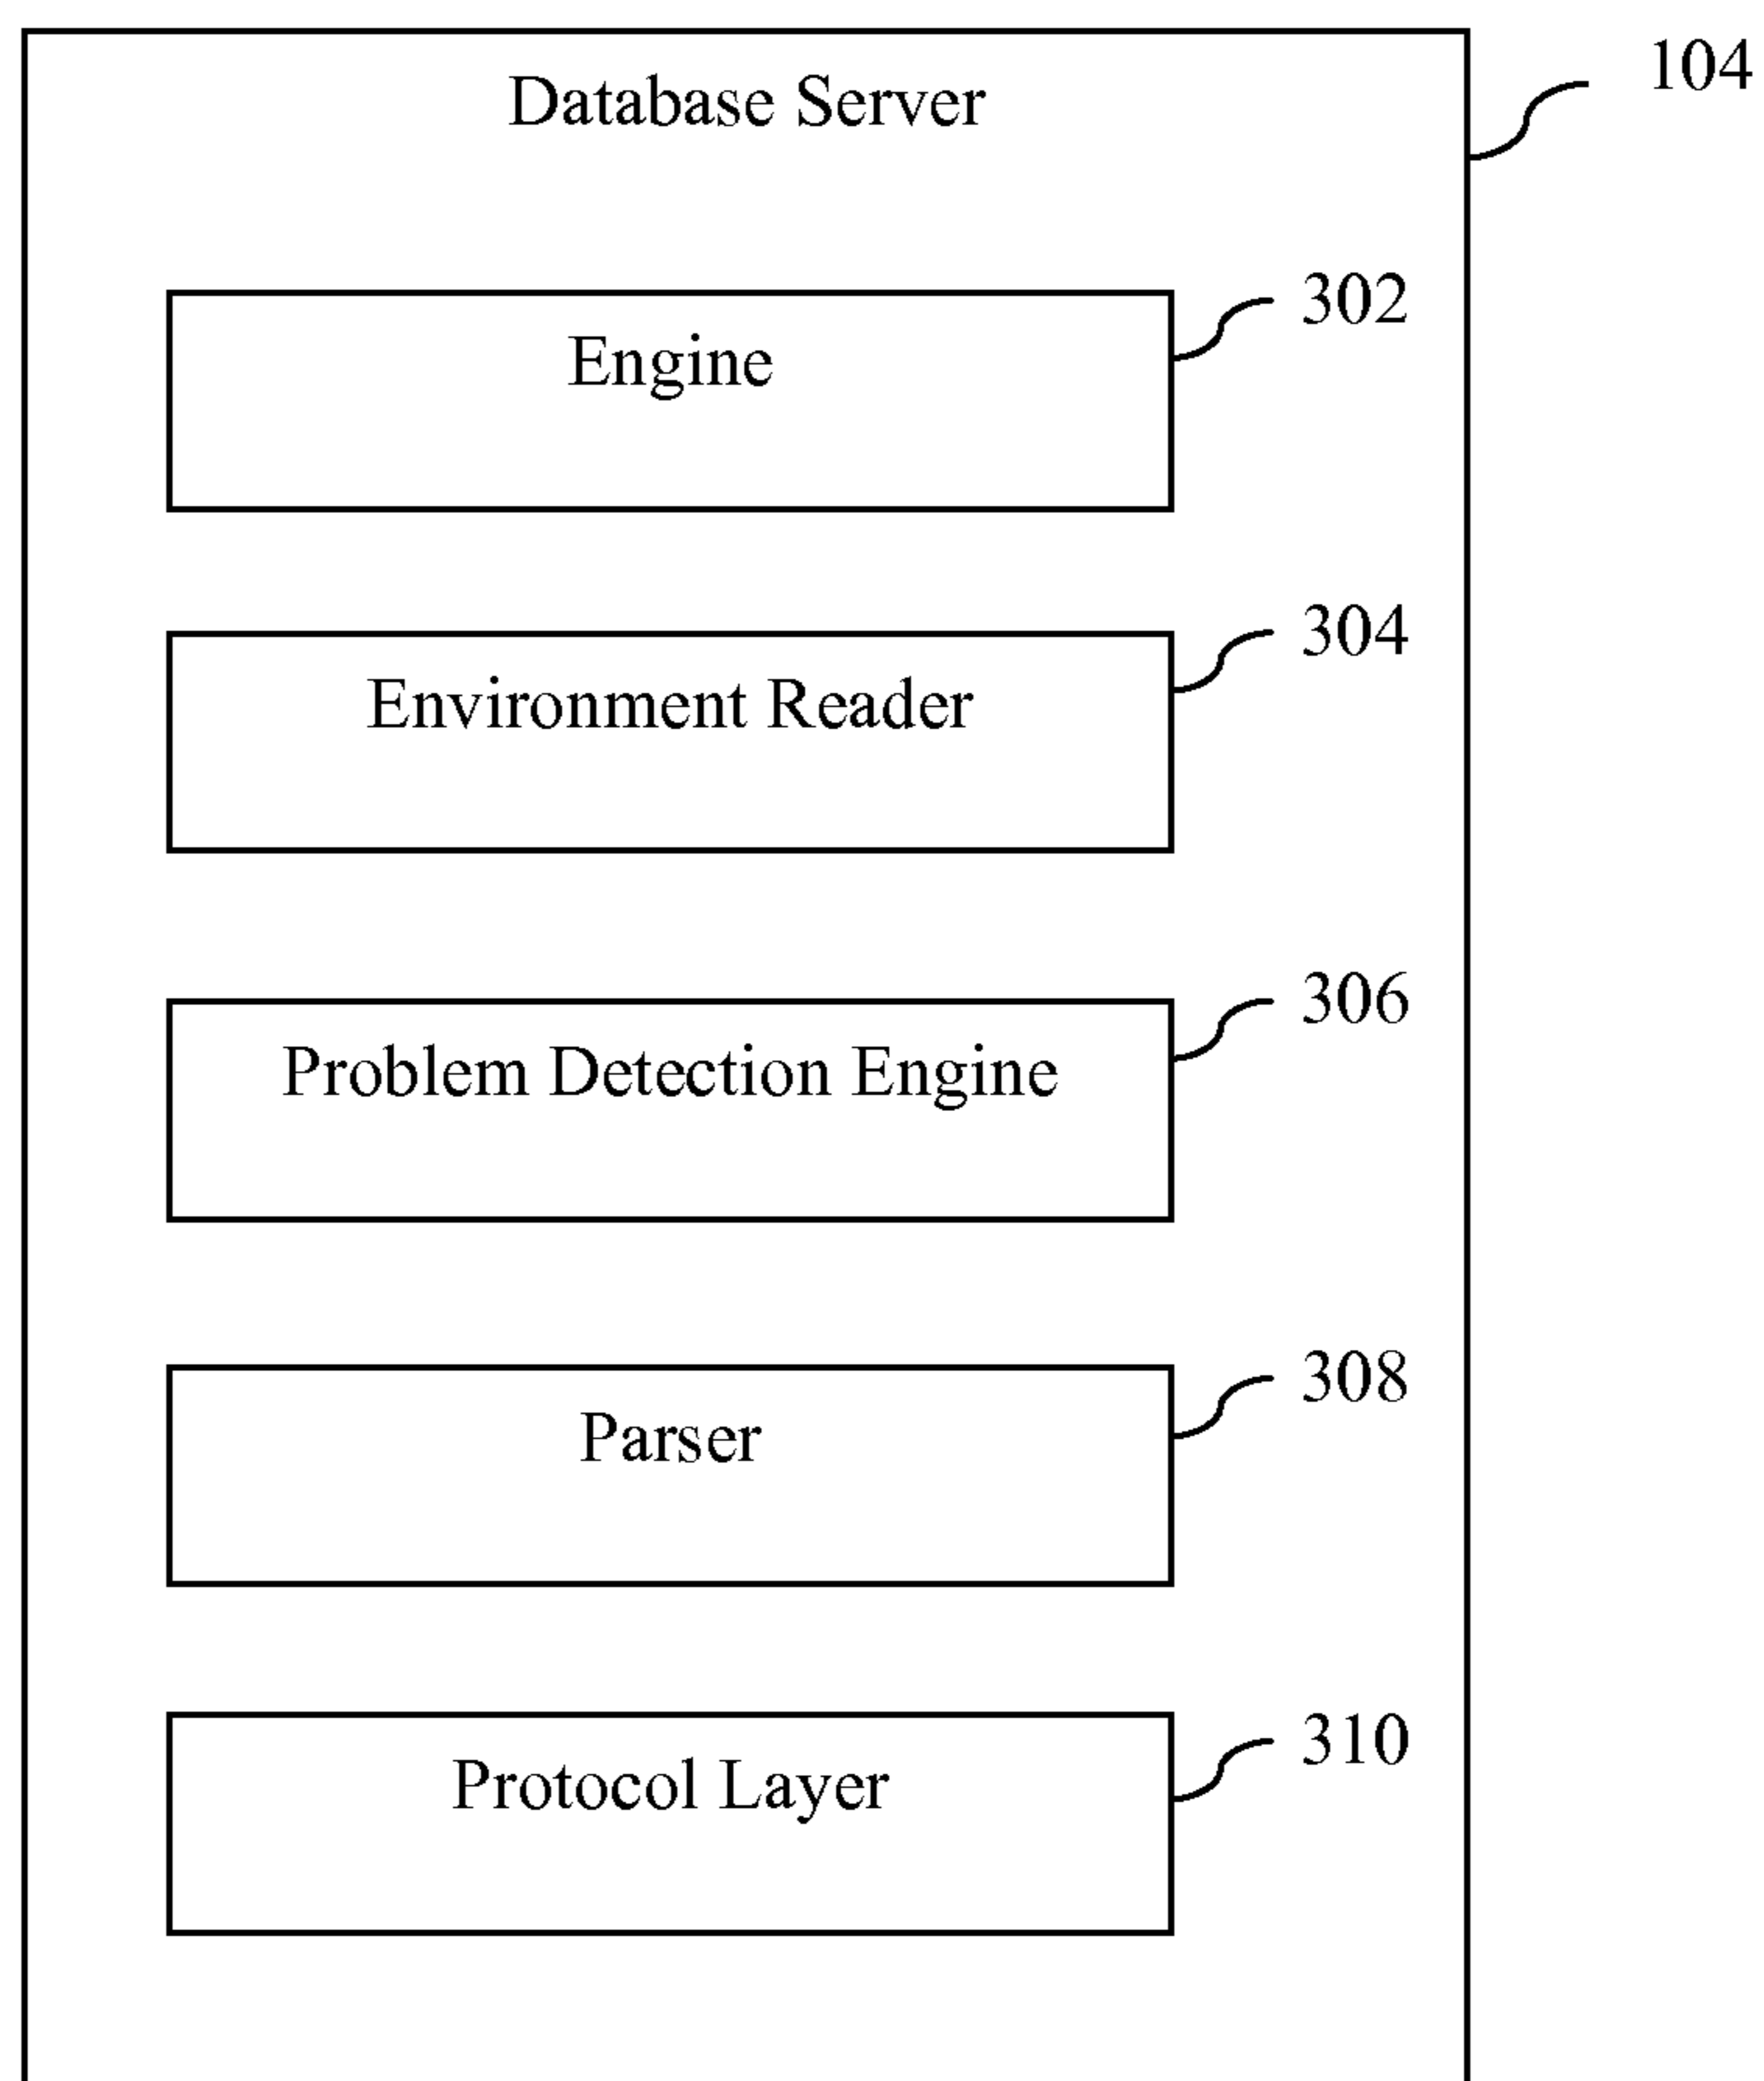 104
Database Server
302
Engine
304
Environment Reader
306
Problem Detection Engine
308
Parser
310
Protocol Layer